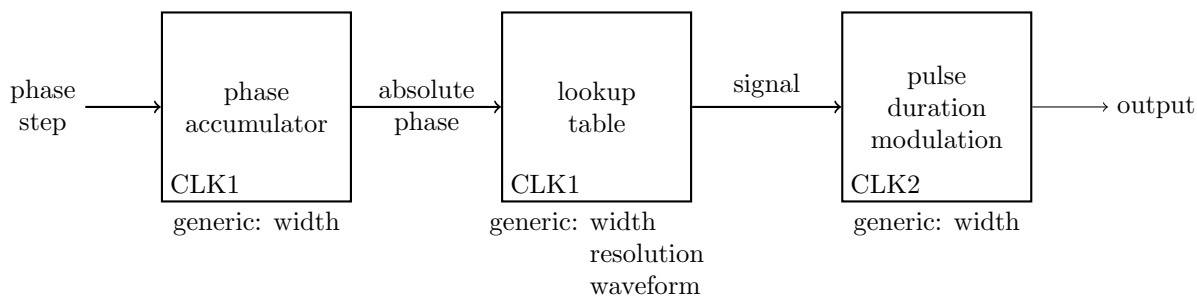 phase
step
phase
accumulator
CLK1
generic: width
absolute
phase
lookup
table
CLK1
generic: width
resolution
waveform
signal
pulse
duration
modulation
CLK2
generic: width
output